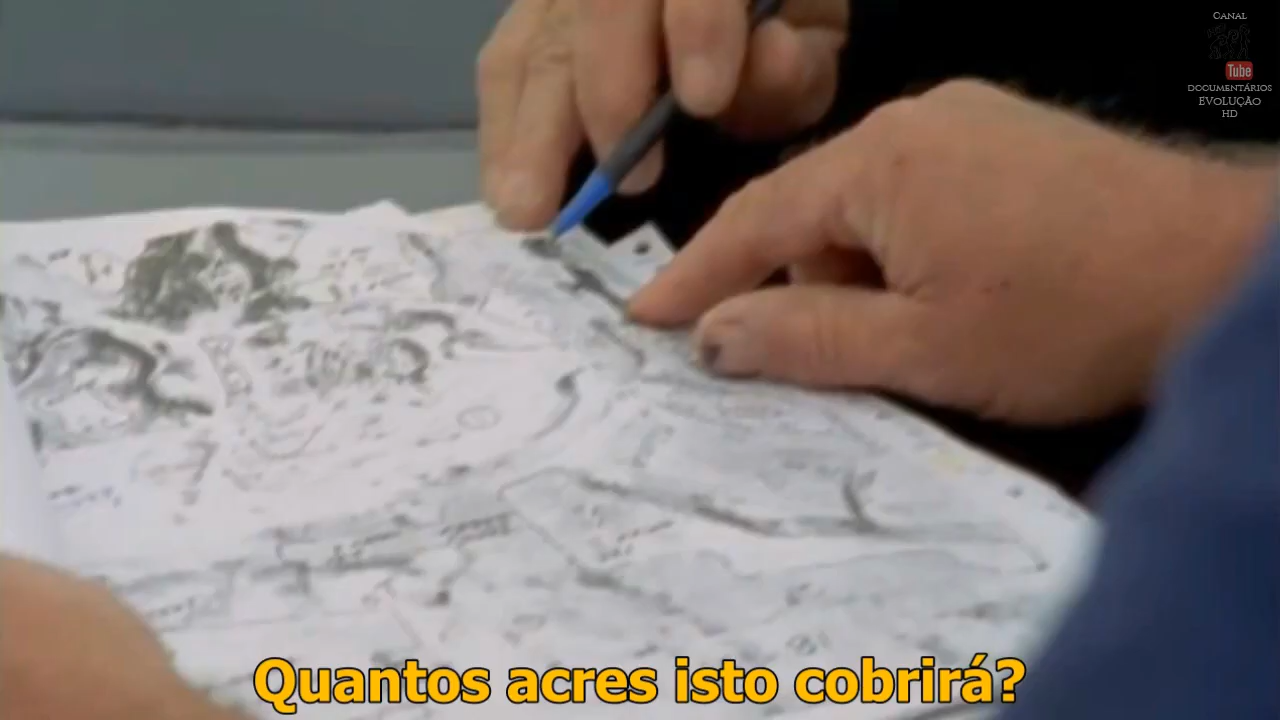 Canal
Tube
Documentários
Evolução
HD
Quantos acres isto cobrirá?